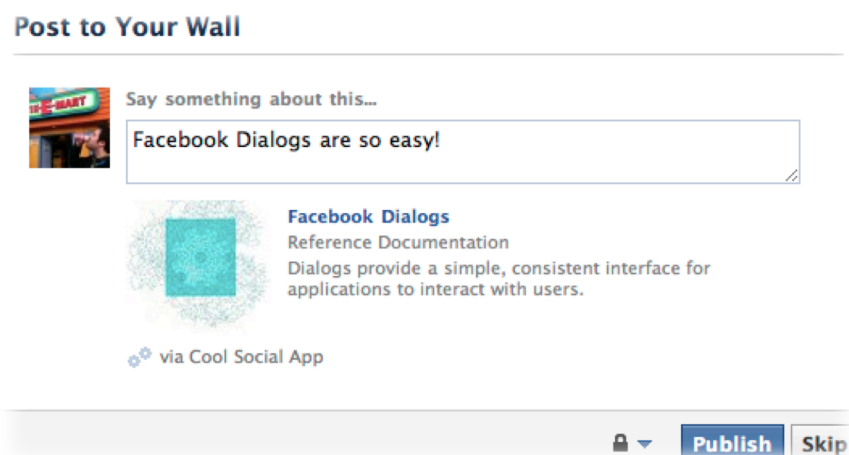 Post to Your Wall
E-MART
Say something about this...
Facebook Dialogs are so easy!
Facebook Dialogs
Reference Documentation
Dialogs provide a simple, consistent interface for
applications to interact with users.
via Cool Social App
Publish
Skip